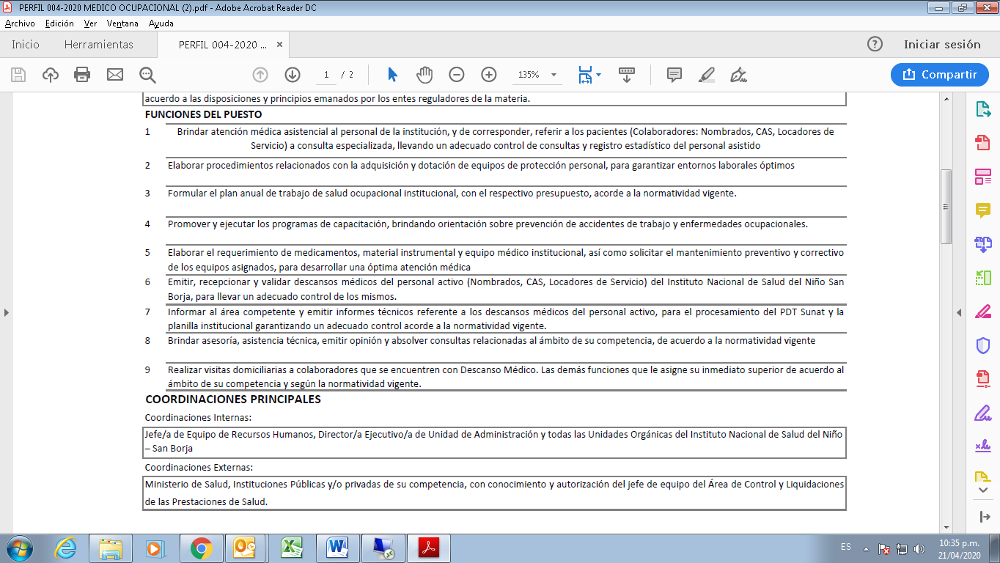 PERFIL 004-2020 MEDICO OCUPACIONAL (2).pdf - Adobe Acrobat Reader DC
Archivo Edición Ver Ventana Ayuda
Inicio Herramientas PERFIL 004-2020 ... × ? Iniciar sesión
1 / 2 135% Compartir
acuerdo a las disposiciones y principios emanados por los entes reguladores de la materia.
FUNCIONES DEL PUESTO
1 Brindar atención médica asistencial al personal de la institución, y de corresponder, referir a los pacientes (Colaboradores: Nombrados, CAS, Locadores de
Servicio) a consulta especializada, llevando un adecuado control de consultas y registro estadístico del personal asistido
2 Elaborar procedimientos relacionados con la adquisición y dotación de equipos de protección personal, para garantizar entornos laborales óptimos
3 Formular el plan anual de trabajo de salud ocupacional institucional, con el respectivo presupuesto, acorde a la normatividad vigente.
4 Promover y ejecutar los programas de capacitación, brindando orientación sobre prevención de accidentes de trabajo y enfermedades ocupacionales.
5 Elaborar el requerimiento de medicamentos, material instrumental y equipo médico institucional, así como solicitar el mantenimiento preventivo y correctivo
de los equipos asignados, para desarrollar una óptima atención médica
6 Emitir, recepcionar y validar descansos médicos del personal activo (Nombrados, CAS, Locadores de Servicio) del Instituto Nacional de Salud del Niño San
Borja, para llevar un adecuado control de los mismos.
7 Informar al área competente y emitir informes técnicos referente a los descansos médicos del personal activo, para el procesamiento del PDT Sunat y la
planilla institucional garantizando un adecuado control acorde a la normatividad vigente.
8 Brindar asesoría, asistencia técnica, emitir opinión y absolver consultas relacionadas al ámbito de su competencia, de acuerdo a la normatividad vigente
9 Realizar visitas domiciliarias a colaboradores que se encuentren con Descanso Médico. Las demás funciones que le asigne su inmediato superior de acuerdo al
ámbito de su competencia y según la normatividad vigente.
COORDINACIONES PRINCIPALES
Coordinaciones Internas:
Jefe/a de Equipo de Recursos Humanos, Director/a Ejecutivo/a de Unidad de Administración y todas las Unidades Orgánicas del Instituto Nacional de Salud del Niño
– San Borja
Coordinaciones Externas:
Ministerio de Salud, Instituciones Públicas y/o privadas de su competencia, con conocimiento y autorización del jefe de equipo del Área de Control y Liquidaciones
de las Prestaciones de Salud.
ES 10:35 p.m.
21/04/2020